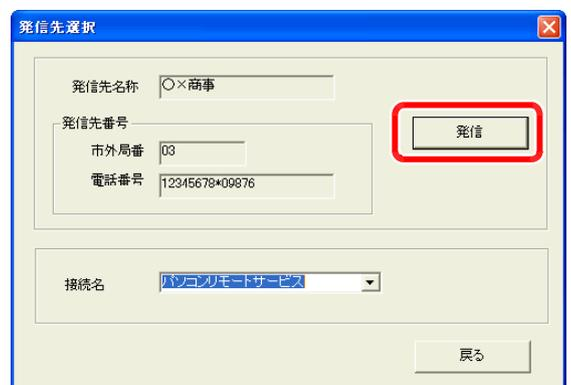 発信先選択
発信先名称 ○×商事
発信
発信先番号
市外局番 03
電話番号 12345678*09876
接続名 パソコンリモートサービス
戻る